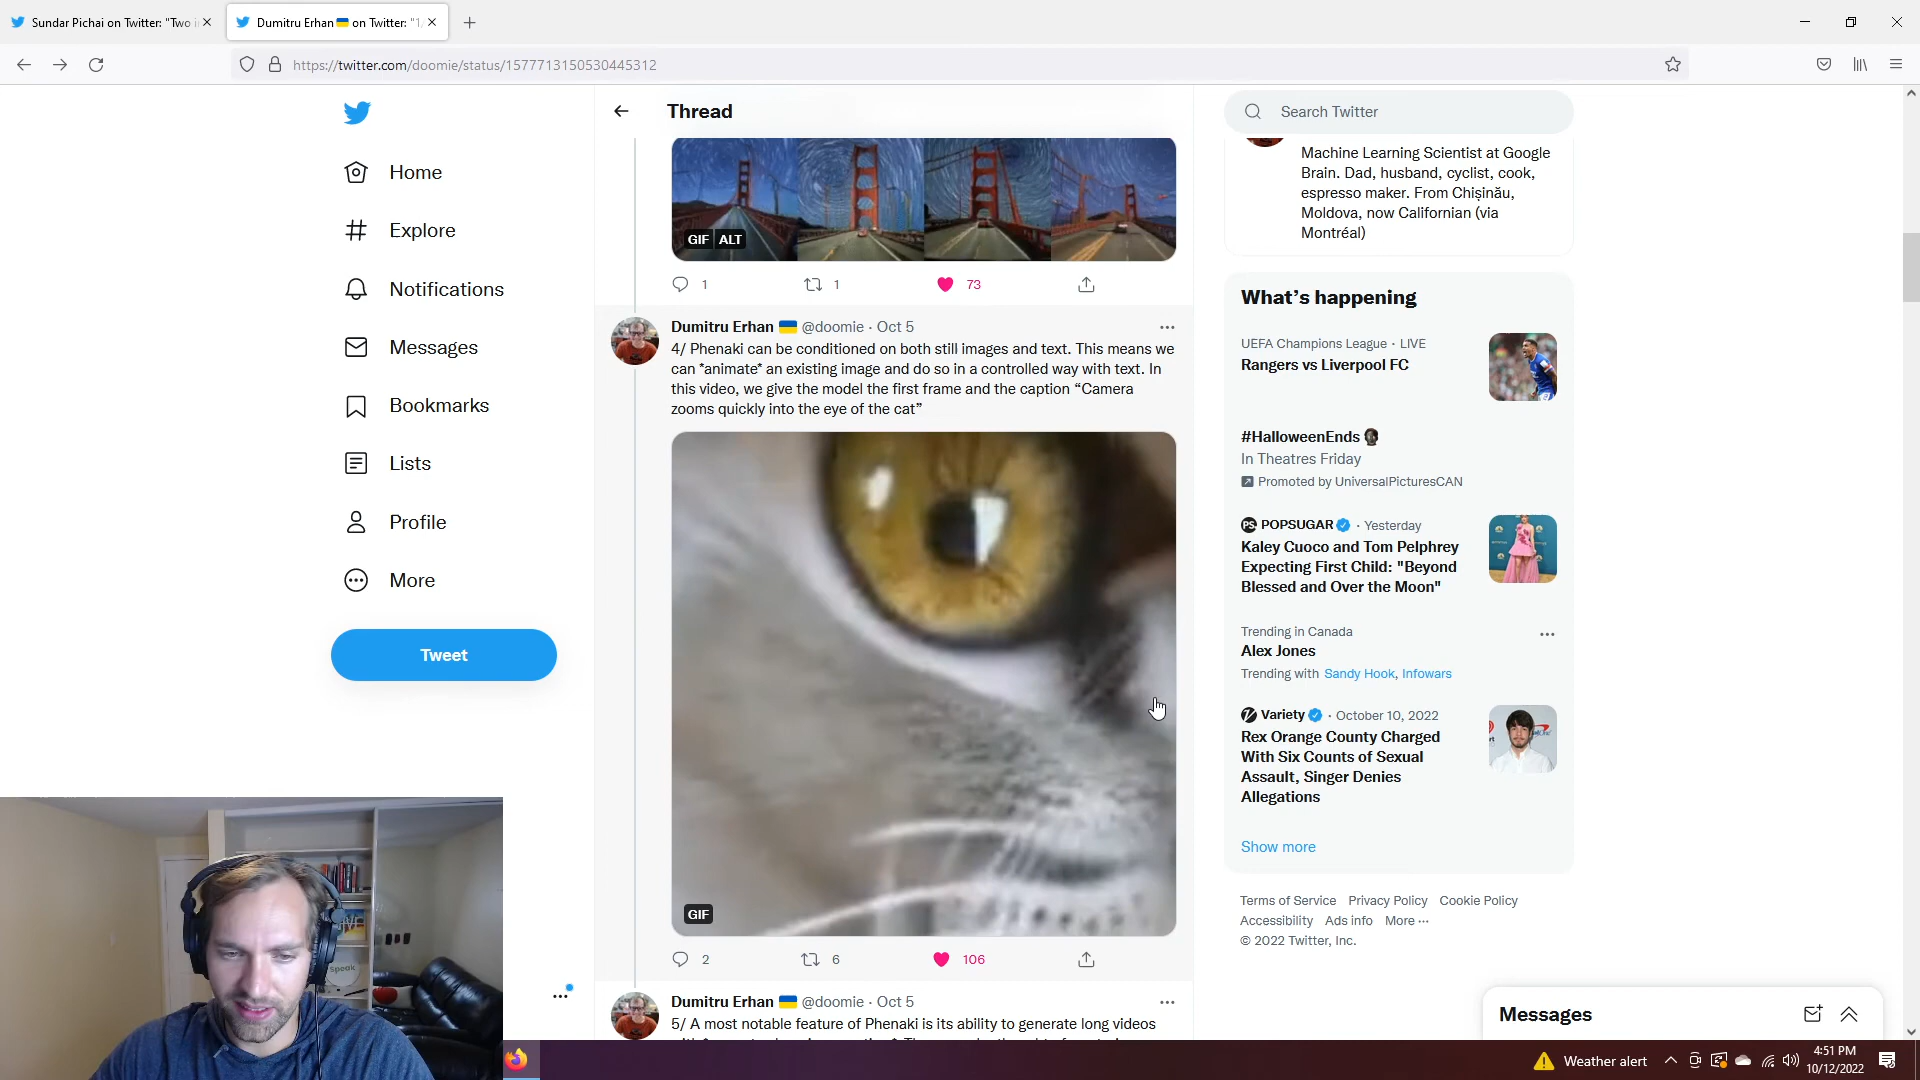 Sundar Pichai on Twitter: "Two i
Dumitru Erhan 🇺🇦 on Twitter: "1/
https://twitter.com/doomie/status/1577713150530445312
Thread
Search Twitter
Home
Explore
Notifications
Messages
Bookmarks
Lists
Profile
More
Tweet
GIF ALT
1 1 73
Dumitru Erhan 🇺🇦 @doomie · Oct 5
4/ Phenaki can be conditioned on both still images and text. This means we
can *animate* an existing image and do so in a controlled way with text. In
this video, we give the model the first frame and the caption “Camera
zooms quickly into the eye of the cat”
GIF
2 6 106
Dumitru Erhan 🇺🇦 @doomie · Oct 5
5/ A most notable feature of Phenaki is its ability to generate long videos
Machine Learning Scientist at Google
Brain. Dad, husband, cyclist, cook,
espresso maker. From Chișinău,
Moldova, now Californian (via
Montréal)
What’s happening
UEFA Champions League · LIVE
Rangers vs Liverpool FC
#HalloweenEnds
In Theatres Friday
Promoted by UniversalPicturesCAN
PS POPSUGAR · Yesterday
Kaley Cuoco and Tom Pelphrey
Expecting First Child: "Beyond
Blessed and Over the Moon"
Trending in Canada
Alex Jones
Trending with Sandy Hook, Infowars
Variety · October 10, 2022
Rex Orange County Charged
With Six Counts of Sexual
Assault, Singer Denies
Allegations
Show more
Terms of Service Privacy Policy Cookie Policy
Accessibility Ads info More ···
© 2022 Twitter, Inc.
Messages
Speak
Weather alert
4:51 PM
10/12/2022